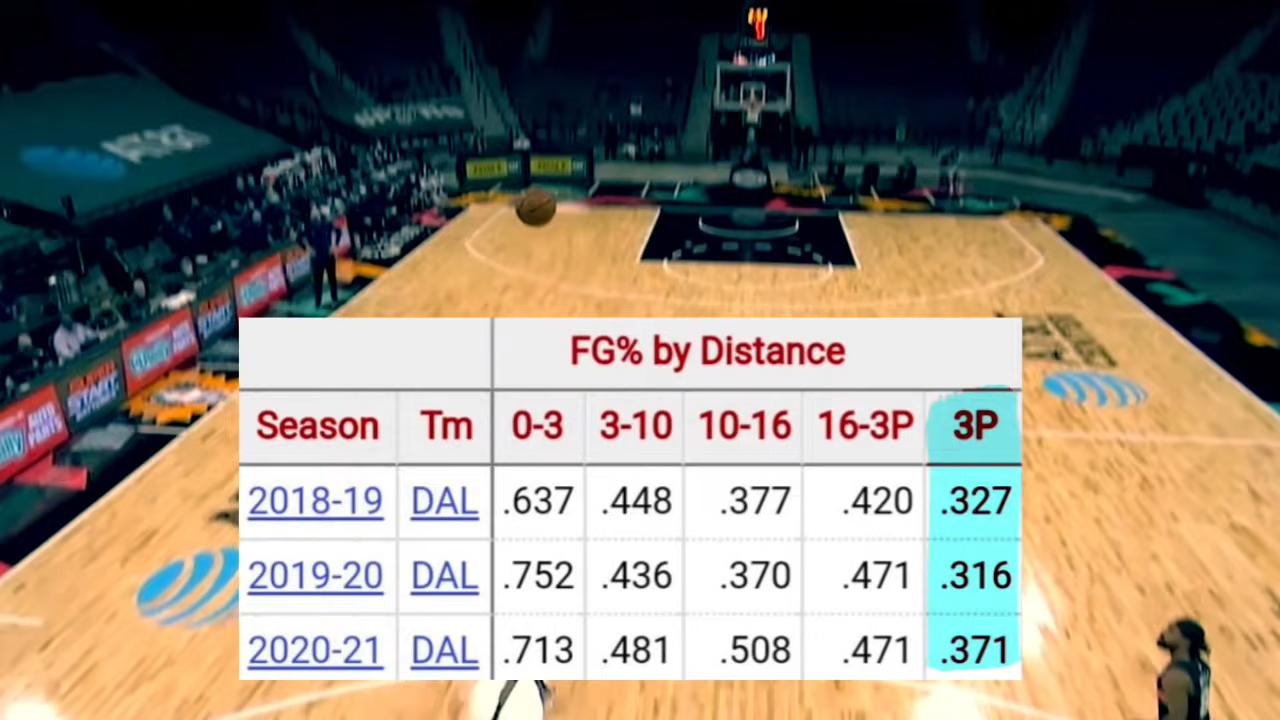 AT&T
FG% by Distance
Season Tm 0-3 3-10 10-16 16-3P 3P
2018-19 DAL .637 .448 .377 .420 .327
2019-20 DAL .752 .436 .370 .471 .316
2020-21 DAL .713 .481 .508 .471 .371